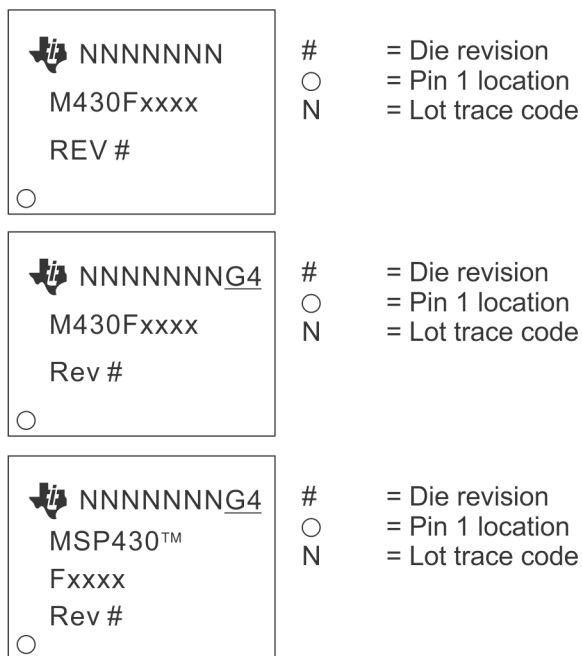 NNNNNNN
M430Fxxxx
REV #
# = Die revision
○ = Pin 1 location
N = Lot trace code
NNNNNNNG4
M430Fxxxx
Rev #
# = Die revision
○ = Pin 1 location
N = Lot trace code
NNNNNNNG4
MSP430™
Fxxxx
Rev #
# = Die revision
○ = Pin 1 location
N = Lot trace code